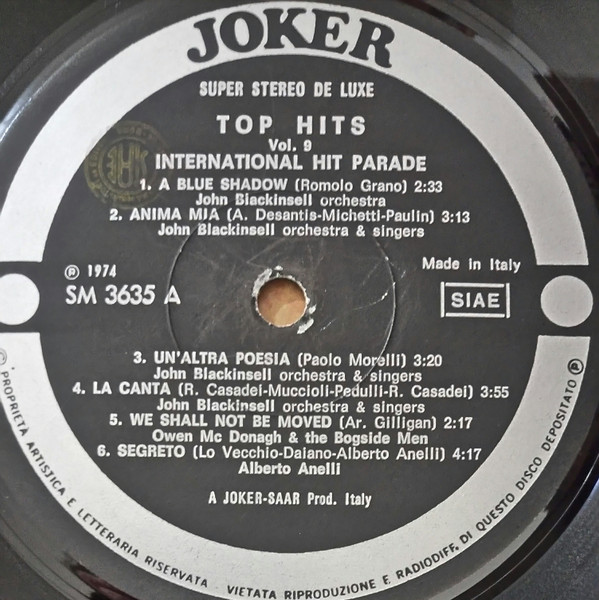 JOKER
SUPER STEREO DE LUXE
TOP HITS
Vol. 9
INTERNATIONAL HIT PARADE
1. A BLUE SHADOW (Romolo Grano) 2:33
John Blackinsell orchestra
2. ANIMA MIA (A. Desantis-Michetti-Paulin) 3:13
John Blackinsell orchestra & singers
Ⓟ 1974
SM 3635 A
Made in Italy
SIAE
3. UN'ALTRA POESIA (Paolo Morelli) 3:20
John Blackinsell orchestra & singers
4. LA CANTA (R. Casadei-Muccioli-Pedulli-R. Casadei) 3:55
John Blackinsell orchestra & singers
5. WE SHALL NOT BE MOVED (Ar. Gilligan) 2:17
Owen Mc Donagh & the Bogside Men
6. SEGRETO (Lo Vecchio-Daiano-Alberto Anelli) 4:17
Alberto Anelli
A JOKER-SAAR Prod. Italy
Ⓟ PROPRIETÀ ARTISTICA E LETTERARIA RISERVATA - VIETATA RIPRODUZIONE E RADIODIFF. DI QUESTO DISCO DEPOSITATO Ⓟ